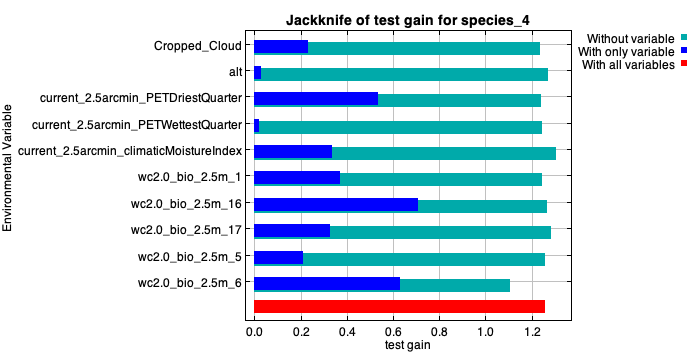 Jackknife of test gain for species_4
Without variable
With only variable
With all variables
Environmental Variable
Cropped_Cloud
alt
current_2.5arcmin_PETDriestQuarter
current_2.5arcmin_PETWettestQuarter
current_2.5arcmin_climaticMoistureIndex
wc2.0_bio_2.5m_1
wc2.0_bio_2.5m_16
wc2.0_bio_2.5m_17
wc2.0_bio_2.5m_5
wc2.0_bio_2.5m_6
0.0 0.2 0.4 0.6 0.8 1.0 1.2
test gain